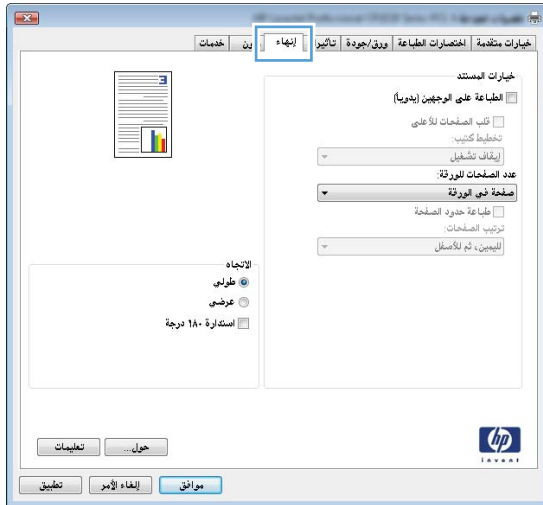 خيارات متقدمة اختصارات الطباعة ورق/جودة إنهاء خدمات
خيارات المستند
الطباعة على الوجهين (يدوياً)
قلب الصفحات للأعلى
تخطيط كتيب:
إيقاف تشغيل
عدد الصفحات للورقة:
صفحة في الورقة
طباعة حدود الصفحة
ترتيب الصفحات:
لليمين، ثم للأسفل
الاتجاه
طولي
عرضي
استدارة ١٨٠ درجة
حول... تعليمات
hp
invent
موافق إلغاء الأمر تطبيق